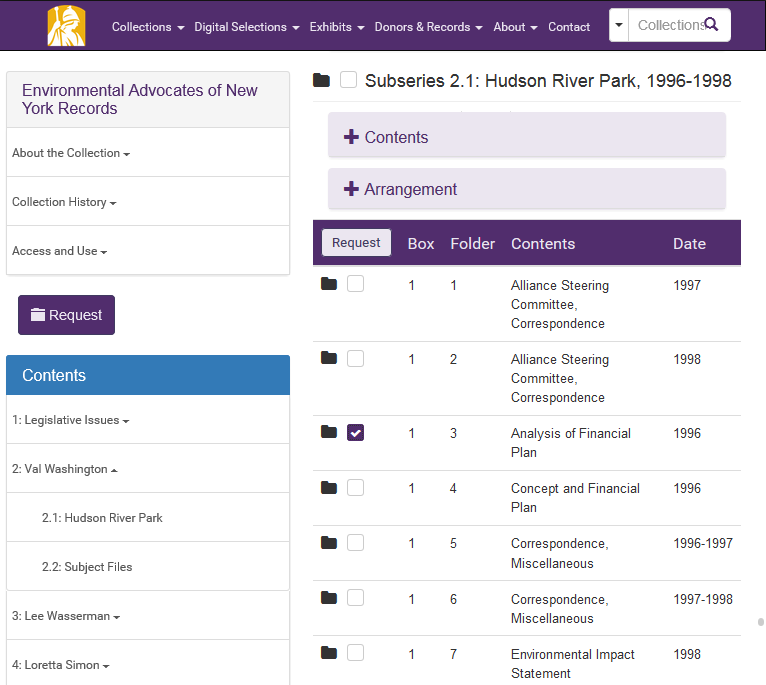 Collections Digital Selections Exhibits Donors & Records About Contact Collections
Environmental Advocates of New
York Records
About the Collection
Collection History
Access and Use
Request
Contents
1: Legislative Issues
2: Val Washington
2.1: Hudson River Park
2.2: Subject Files
3: Lee Wasserman
4: Loretta Simon
Subseries 2.1: Hudson River Park, 1996-1998
Contents
Arrangement
Request Box Folder Contents Date
1 1 Alliance Steering 1997
Committee,
Correspondence
1 2 Alliance Steering 1998
Committee,
Correspondence
1 3 Analysis of Financial 1996
Plan
1 4 Concept and Financial 1996
Plan
1 5 Correspondence, 1996-1997
Miscellaneous
1 6 Correspondence, 1997-1998
Miscellaneous
1 7 Environmental Impact 1998
Statement